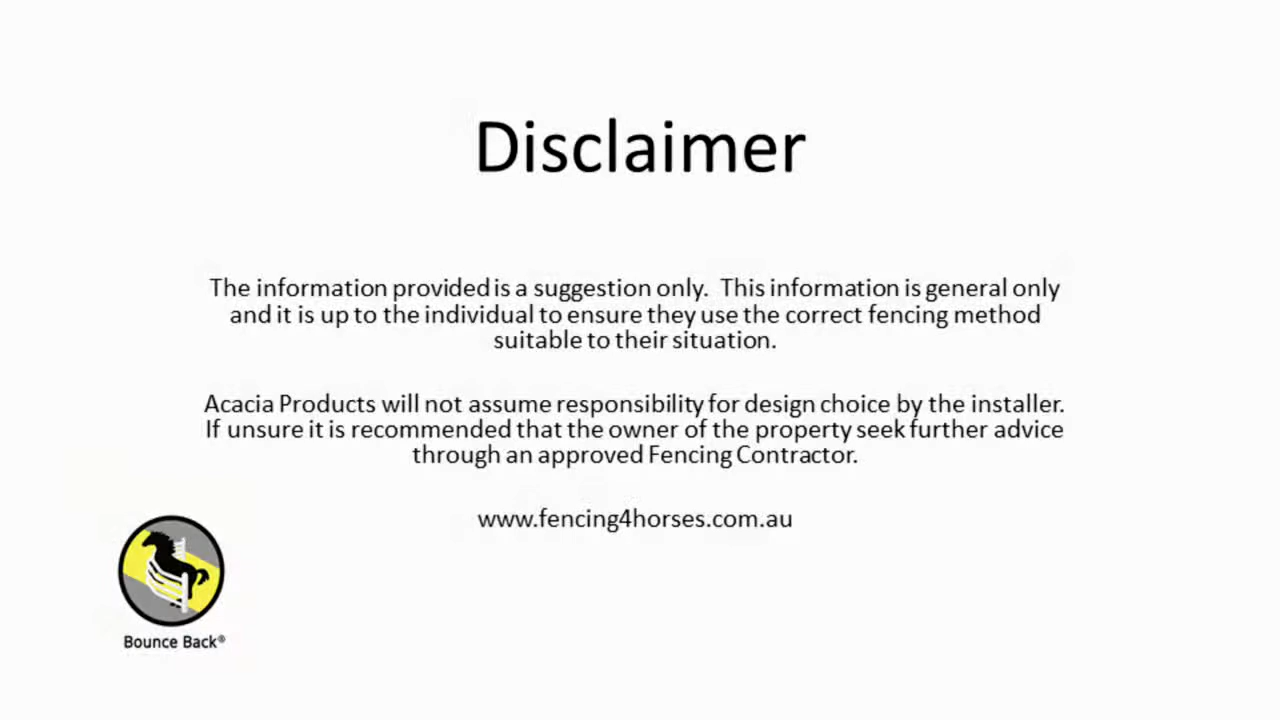 Disclaimer
The information provided is a suggestion only. This information is general only
and it is up to the individual to ensure they use the correct fencing method
suitable to their situation.
Acacia Products will not assume responsibility for design choice by the installer.
If unsure it is recommended that the owner of the property seek further advice
through an approved Fencing Contractor.
www.fencing4horses.com.au
Bounce Back®